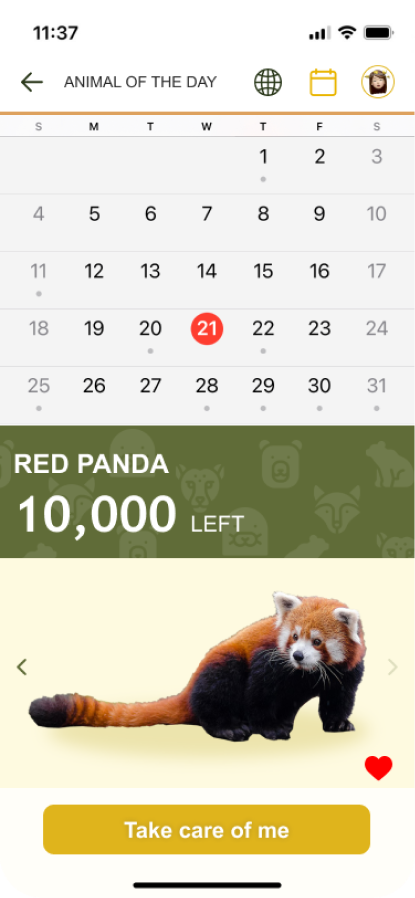 11:37
ANIMAL OF THE DAY
S M T W T F S
1 2 3
4 5 6 7 8 9 10
11 12 13 14 15 16 17
18 19 20 21 22 23 24
25 26 27 28 29 30 31
RED PANDA
10,000 LEFT
Take care of me